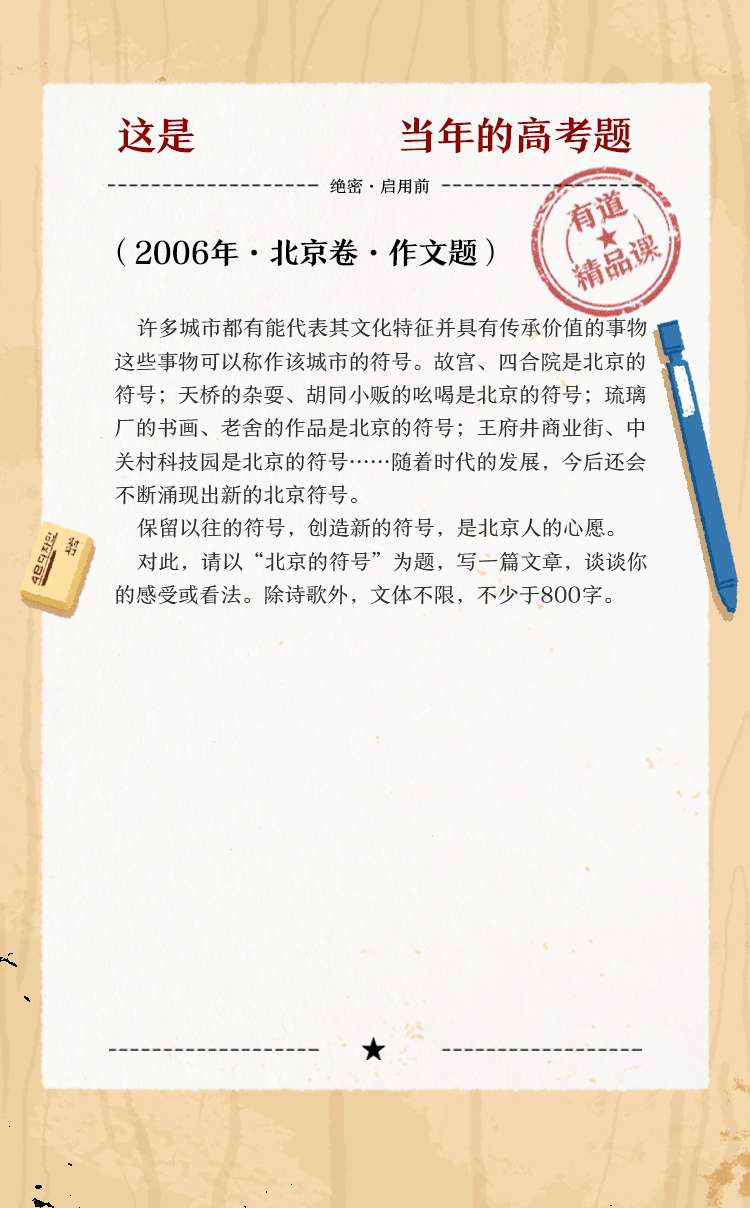 这是 当年的高考题
绝密·启用前
有道
精品课
（2006年·北京卷·作文题）
许多城市都有能代表其文化特征并具有传承价值的事物
这些事物可以称作该城市的符号。故宫、四合院是北京的
符号；天桥的杂耍、胡同小贩的吆喝是北京的符号；琉璃
厂的书画、老舍的作品是北京的符号；王府井商业街、中
关村科技园是北京的符号……随着时代的发展，今后还会
不断涌现出新的北京符号。
保留以往的符号，创造新的符号，是北京人的心愿。
对此，请以“北京的符号”为题，写一篇文章，谈谈你
的感受或看法。除诗歌外，文体不限，不少于800字。